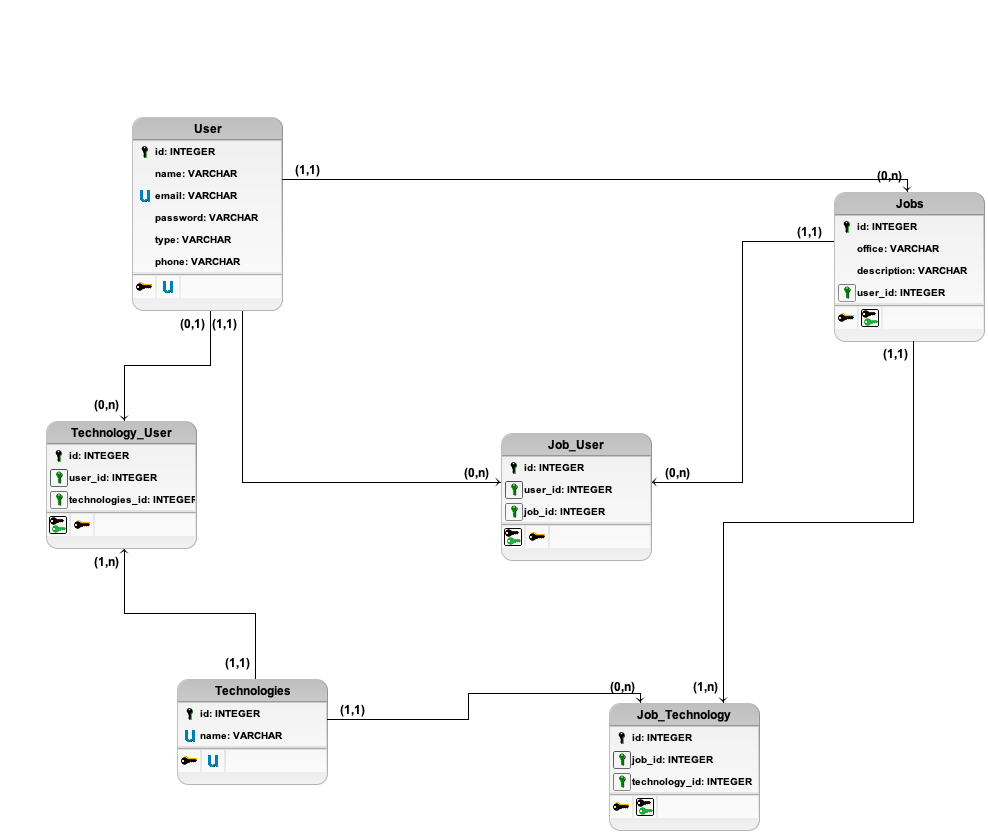 User
id: INTEGER
name: VARCHAR
u email: VARCHAR
password: VARCHAR
type: VARCHAR
phone: VARCHAR
u
(1,1)
(0,n)
Jobs
id: INTEGER
office: VARCHAR
description: VARCHAR
user_id: INTEGER
(1,1)
(1,1)
(0,1)
(1,1)
(0,n)
Technology_User
id: INTEGER
user_id: INTEGER
technologies_id: INTEGER
(1,n)
(0,n)
Job_User
id: INTEGER
user_id: INTEGER
job_id: INTEGER
(0,n)
(1,1)
Technologies
id: INTEGER
u name: VARCHAR
u
(1,1)
(0,n)
(1,n)
Job_Technology
id: INTEGER
job_id: INTEGER
technology_id: INTEGER